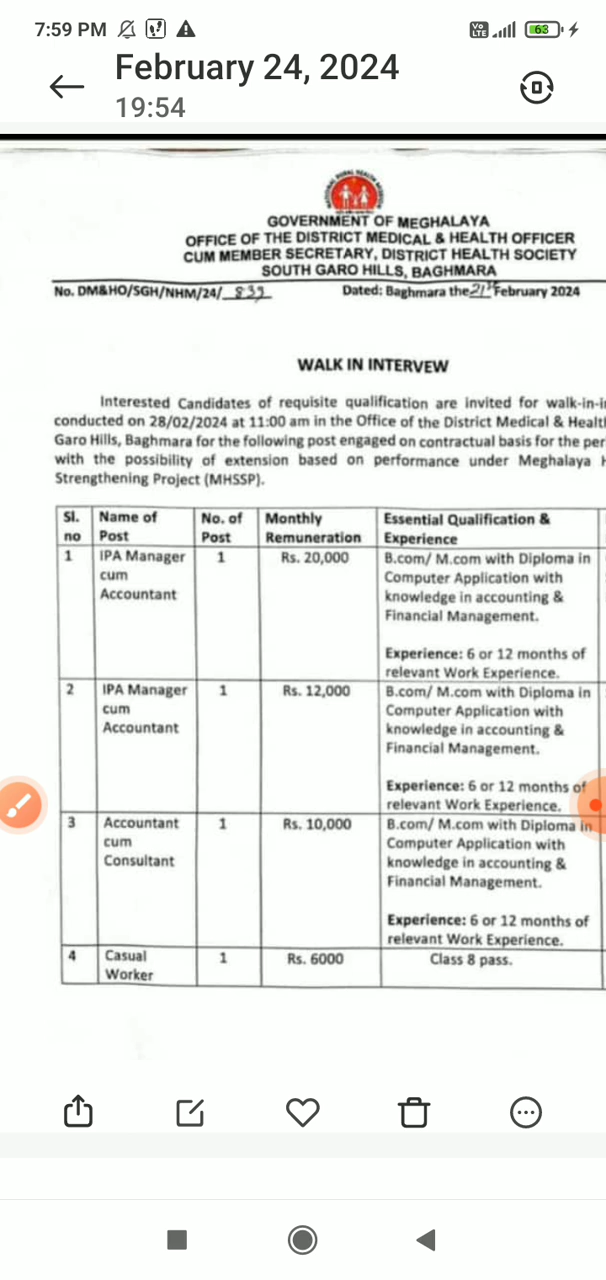 7:59 PM
Vo LTE 63
February 24, 2024
19:54
GOVERNMENT OF MEGHALAYA
OFFICE OF THE DISTRICT MEDICAL & HEALTH OFFICER
CUM MEMBER SECRETARY, DISTRICT HEALTH SOCIETY
SOUTH GARO HILLS, BAGHMARA
No. DM&HO/SGH/NHM/24/ 839 Dated: Baghmara the 21st February 2024
WALK IN INTERVEW
Interested Candidates of requisite qualification are invited for walk-in-
conducted on 28/02/2024 at 11:00 am in the Office of the District Medical &
Garo Hills, Baghmara for the following post engaged on contractual basis for the
with the possibility of extension based on performance under Meghalaya
Strengthening Project (MHSSP).
Sl. no Name of Post No. of Post Monthly Remuneration Essential Qualification & Experience
1 IPA Manager cum Accountant 1 Rs. 20,000 B.com/ M.com with Diploma in
Computer Application with
knowledge in accounting &
Financial Management.
Experience: 6 or 12 months of
relevant Work Experience.
2 IPA Manager cum Accountant 1 Rs. 12,000 B.com/ M.com with Diploma in
Computer Application with
knowledge in accounting &
Financial Management.
Experience: 6 or 12 months of
relevant Work Experience.
3 Accountant cum Consultant 1 Rs. 10,000 B.com/ M.com with Diploma in
Computer Application with
knowledge in accounting &
Financial Management.
Experience: 6 or 12 months of
relevant Work Experience.
4 Casual Worker 1 Rs. 6000 Class 8 pass.